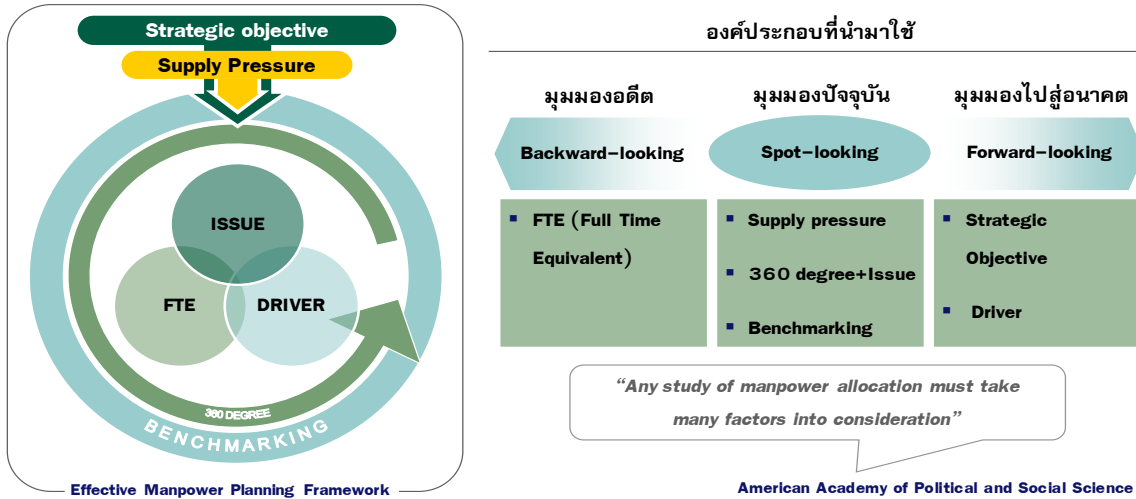 Strategic objective
Supply Pressure
ISSUE
FTE
DRIVER
360 DEGREE
BENCHMARKING
Effective Manpower Planning Framework
องค์ประกอบที่นำมาใช้
มุมมองอดีต
มุมมองปัจจุบัน
มุมมองไปสู่อนาคต
Backward-looking
Spot-looking
Forward-looking
▪ FTE (Full Time
Equivalent)
▪ Supply pressure
▪ 360 degree+Issue
▪ Benchmarking
▪ Strategic
Objective
▪ Driver
“Any study of manpower allocation must take
many factors into consideration”
American Academy of Political and Social Science